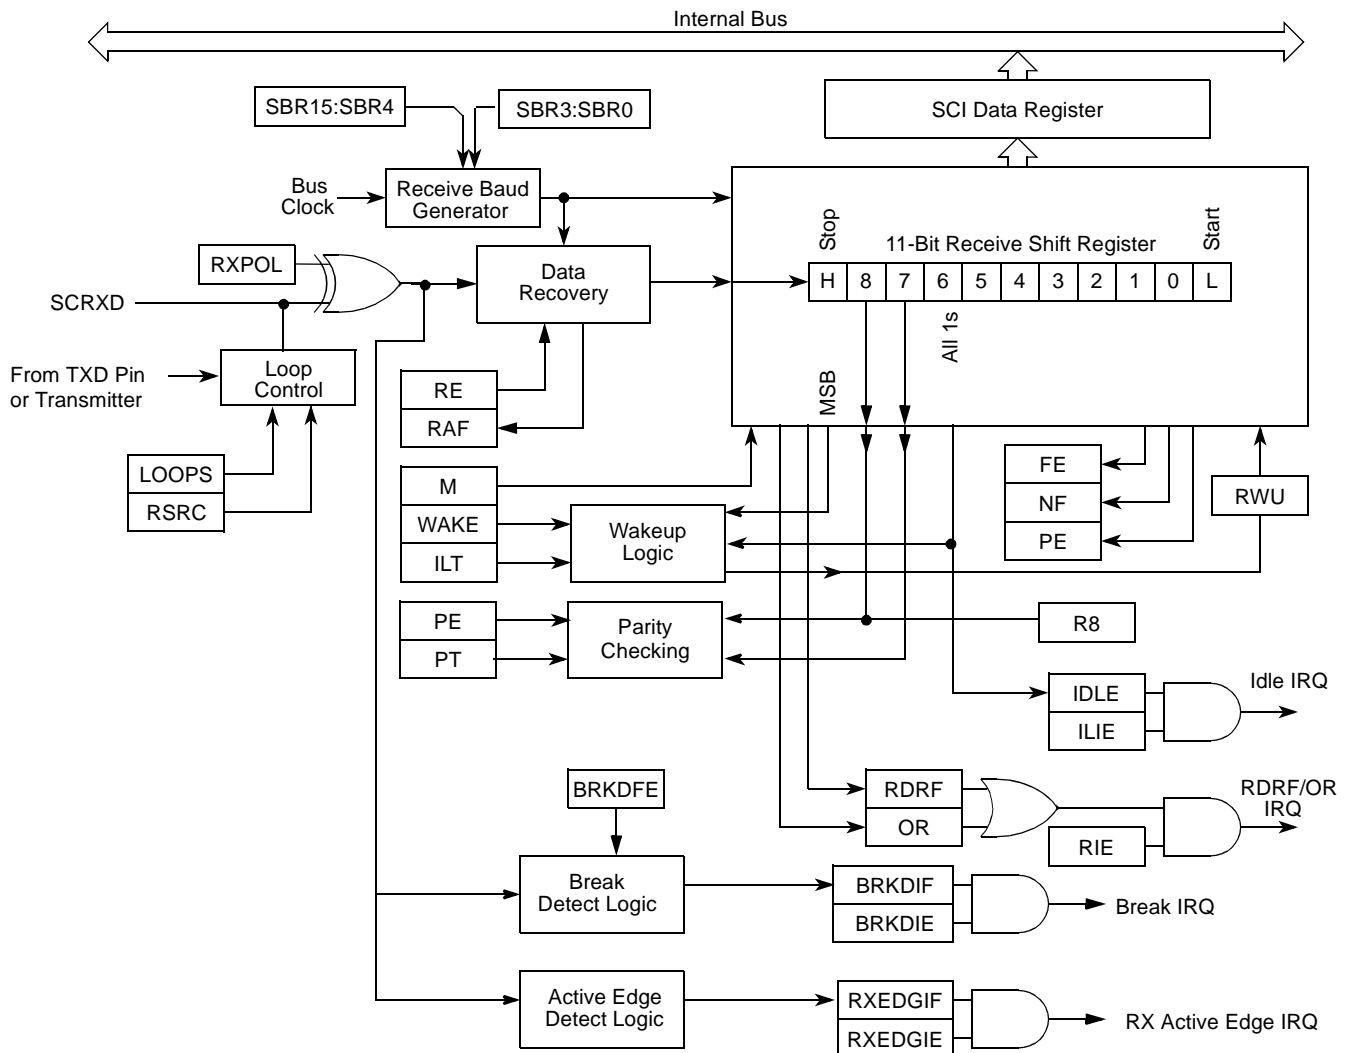 Internal Bus
SBR15:SBR4
SBR3:SBR0
SCI Data Register
Bus
Clock
Receive Baud
Generator
RXPOL
SCRXD
Data
Recovery
Stop
11-Bit Receive Shift Register
Start
H 8 7 6 5 4 3 2 1 0 L
All 1s
MSB
From TXD Pin
or Transmitter
Loop
Control
RE
RAF
LOOPS
RSRC
M
WAKE
ILT
Wakeup
Logic
FE
NF
PE
RWU
PE
PT
Parity
Checking
R8
IDLE
ILIE
Idle IRQ
BRKDFE
RDRF
OR
RIE
RDRF/OR
IRQ
Break
Detect Logic
BRKDIF
BRKDIE
Break IRQ
Active Edge
Detect Logic
RXEDGIF
RXEDGIE
RX Active Edge IRQ